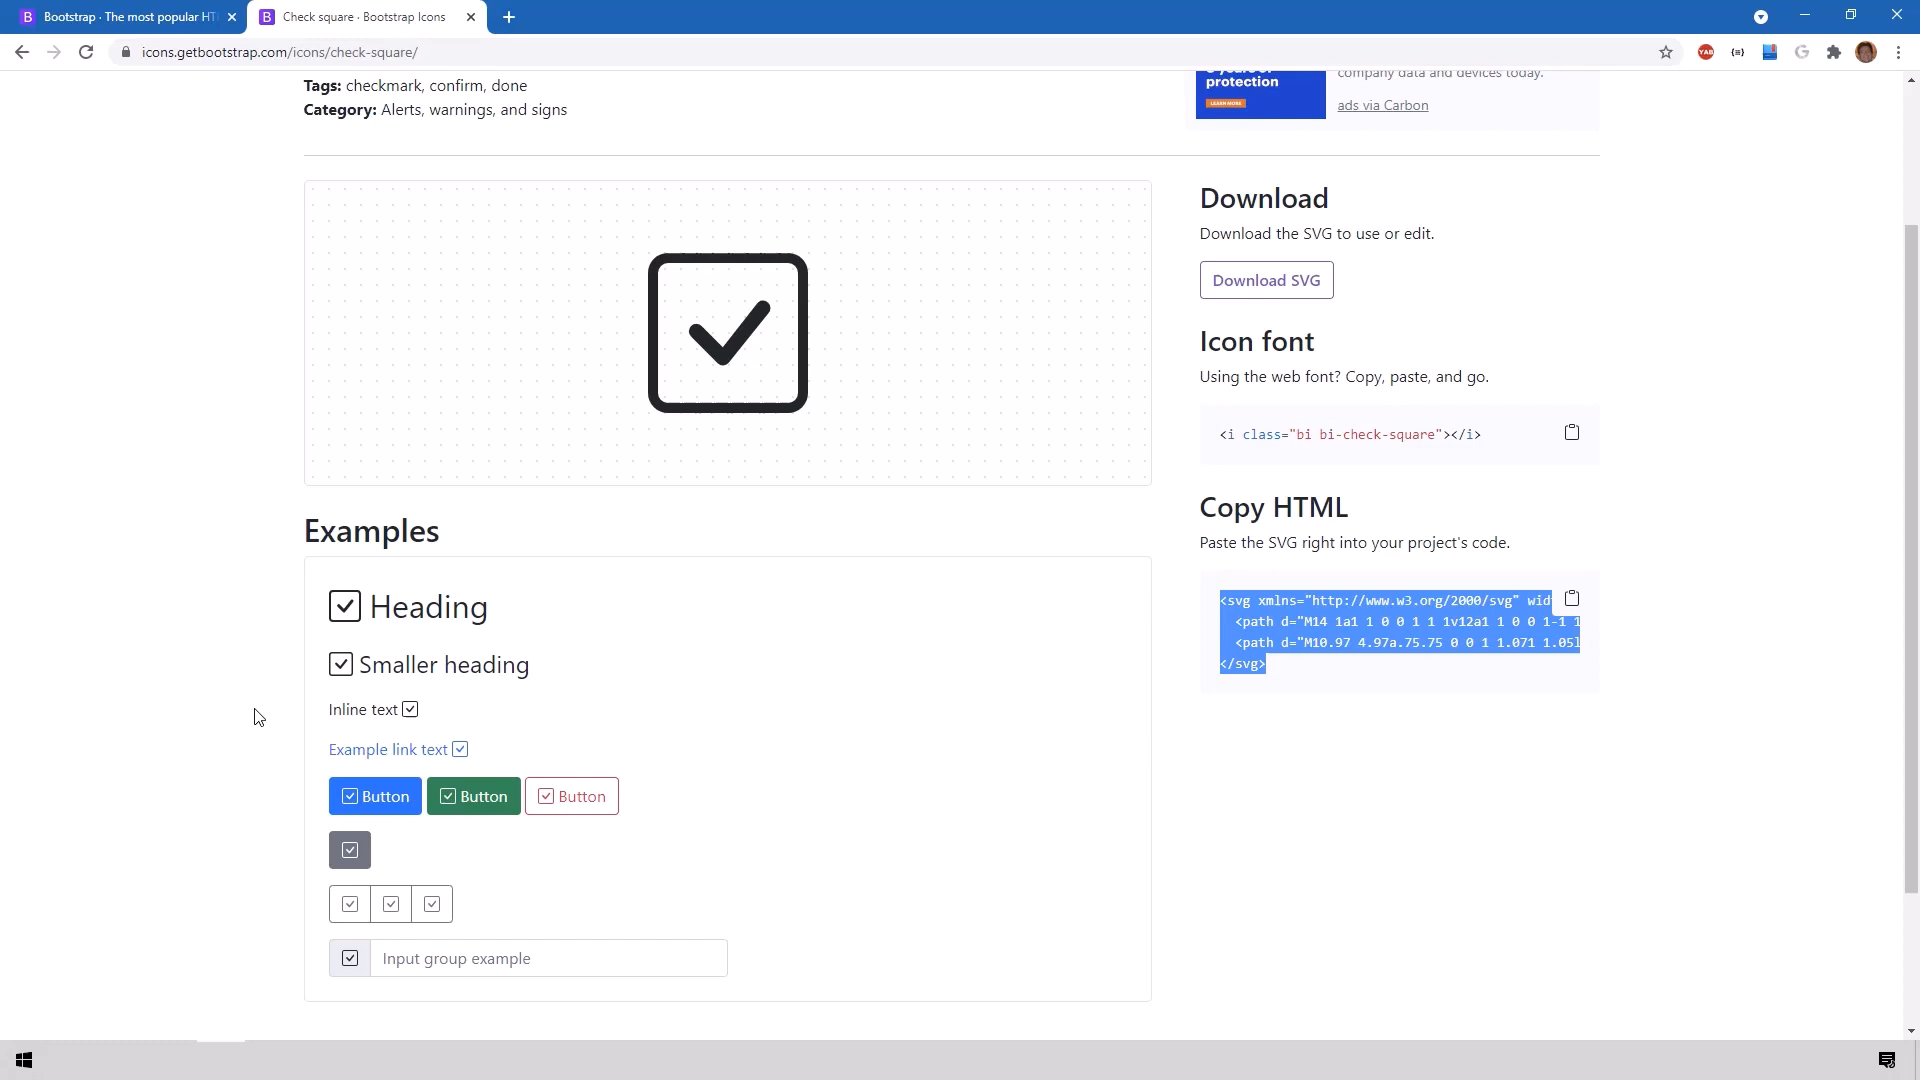 Bootstrap · The most popular HT
Check square · Bootstrap Icons
icons.getbootstrap.com/icons/check-square/
YAB
Tags: checkmark, confirm, done
Category: Alerts, warnings, and signs
protection
LEARN MORE
company data and devices today.
ads via Carbon
Download
Download the SVG to use or edit.
Download SVG
Icon font
Using the web font? Copy, paste, and go.
<i class="bi bi-check-square"></i>
Copy HTML
Paste the SVG right into your project's code.
<svg xmlns="http://www.w3.org/2000/svg" wid
<path d="M14 1a1 1 0 0 1 1 1v12a1 1 0 0 1-1 1
<path d="M10.97 4.97a.75.75 0 0 1 1.071 1.05l
</svg>
Examples
Heading
Smaller heading
Inline text
Example link text
Button Button Button
Input group example